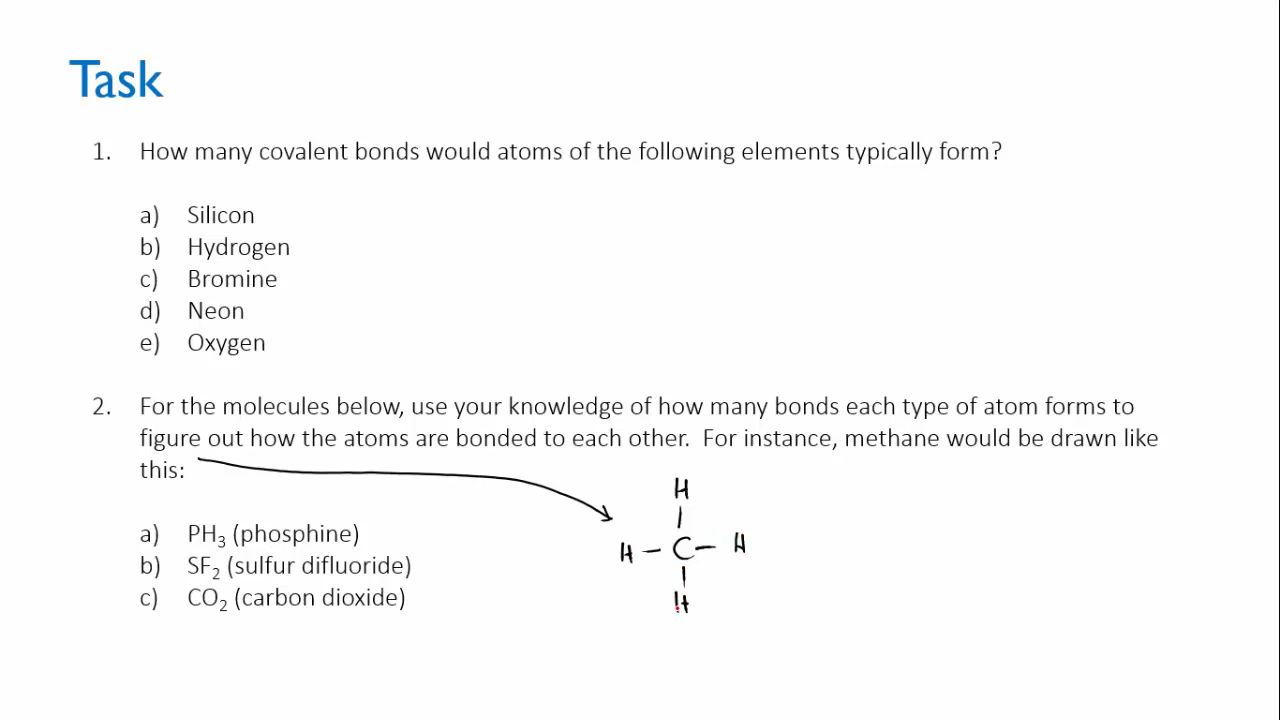 Task
1. How many covalent bonds would atoms of the following elements typically form?
a) Silicon
b) Hydrogen
c) Bromine
d) Neon
e) Oxygen
2. For the molecules below, use your knowledge of how many bonds each type of atom forms to
figure out how the atoms are bonded to each other. For instance, methane would be drawn like
this:
a) PH₃ (phosphine)
b) SF₂ (sulfur difluoride)
c) CO₂ (carbon dioxide)
H
H – C – H
H